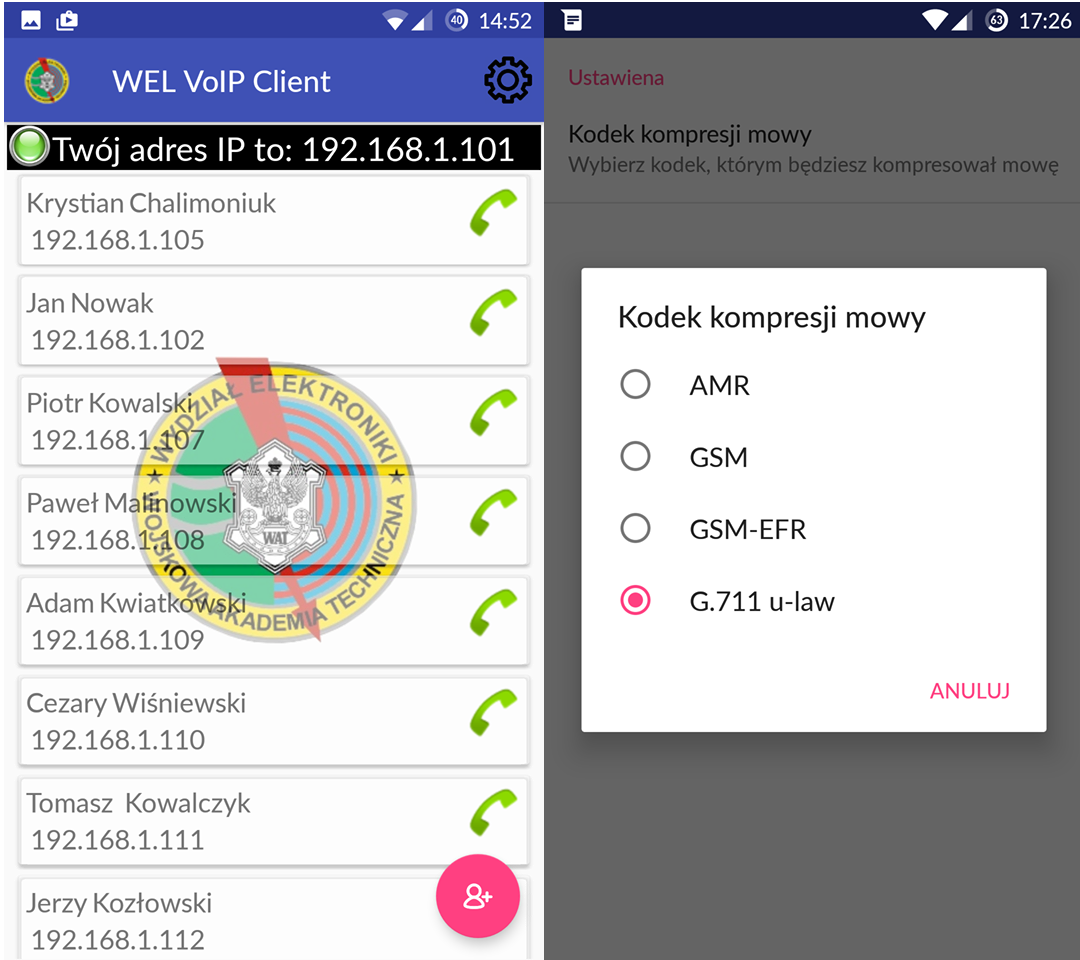 40 14:52
WEL VoIP Client
Twój adres IP to: 192.168.1.101
Krystian Chalimoniuk
192.168.1.105
Jan Nowak
192.168.1.102
Piotr Kowalski
192.168.1.107
Paweł Malinowski
192.168.1.108
Adam Kwiatkowski
192.168.1.109
Cezary Wiśniewski
192.168.1.110
Tomasz Kowalczyk
192.168.1.111
Jerzy Kozłowski
192.168.1.112
WYDZIAŁ ELEKTRONIKI
WOJSKOWA AKADEMIA TECHNICZNA
WAT
63 17:26
Ustawiena
Kodek kompresji mowy
Wybierz kodek, którym będziesz kompresował mowę
Kodek kompresji mowy
AMR
GSM
GSM-EFR
G.711 u-law
ANULUJ